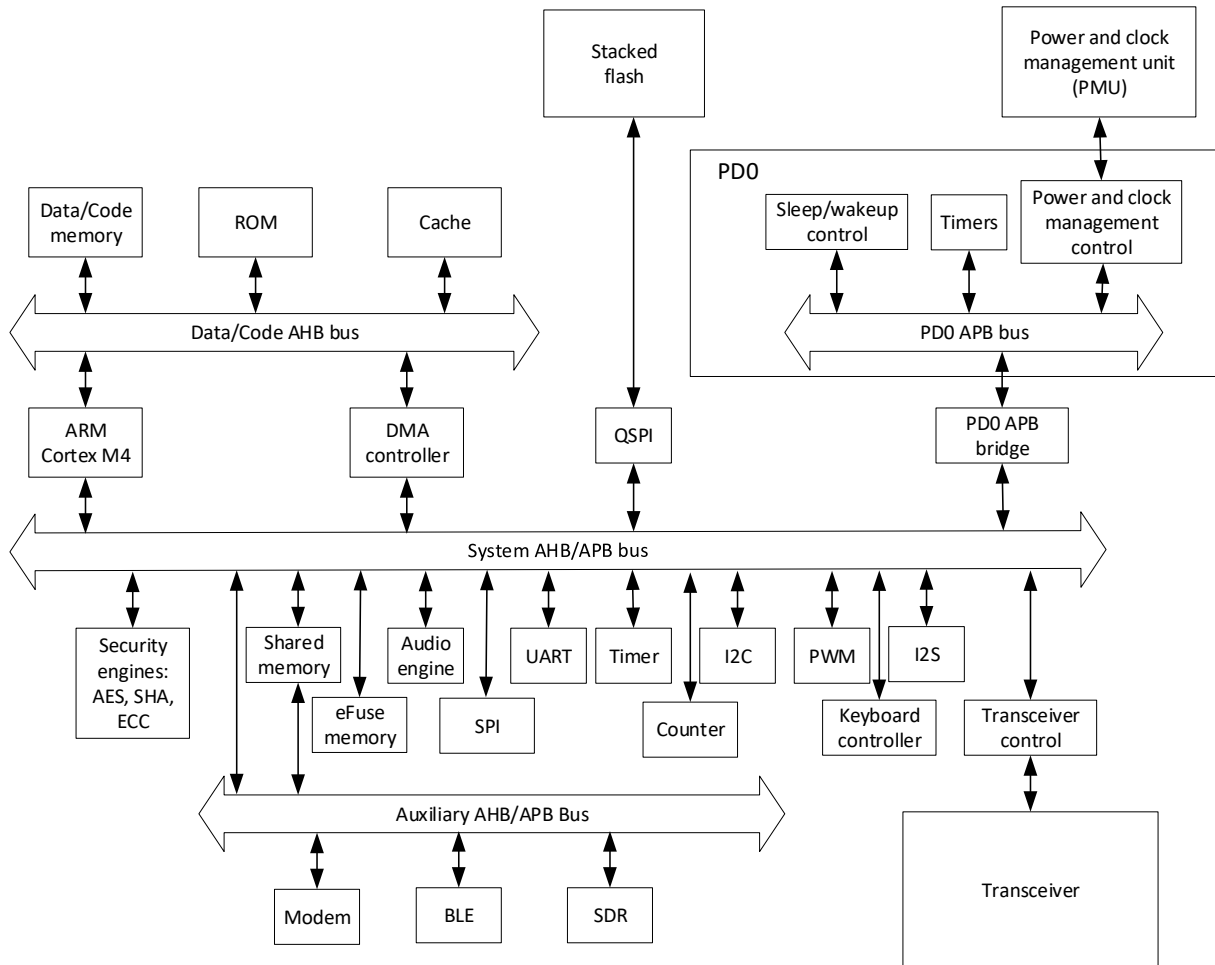 Stacked
flash
Power and clock
management unit
(PMU)
PD0
Data/Code
memory
ROM
Cache
Sleep/wakeup
control
Timers
Power and clock
management
control
Data/Code AHB bus
PD0 APB bus
ARM
Cortex M4
DMA
controller
QSPI
PD0 APB
bridge
System AHB/APB bus
Security
engines:
AES, SHA,
ECC
Shared
memory
eFuse
memory
Audio
engine
SPI
UART
Timer
Counter
I2C
PWM
Keyboard
controller
I2S
Transceiver
control
Auxiliary AHB/APB Bus
Modem
BLE
SDR
Transceiver